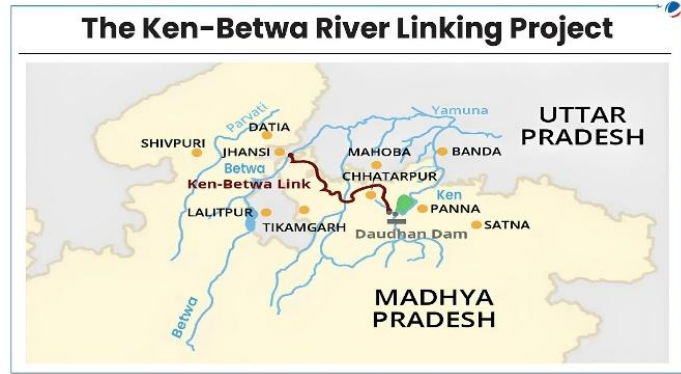 The Ken-Betwa River Linking Project
Yamuna
UTTAR
PRADESH
Parvati
DATIA
SHIVPURI
JHANSI
MAHOBA
BANDA
Betwa
CHHATARPUR
Ken-Betwa Link
Ken
LALITPUR
PANNA
TIKAMGARH
SATNA
Daudhan Dam
Betwa
MADHYA
PRADESH